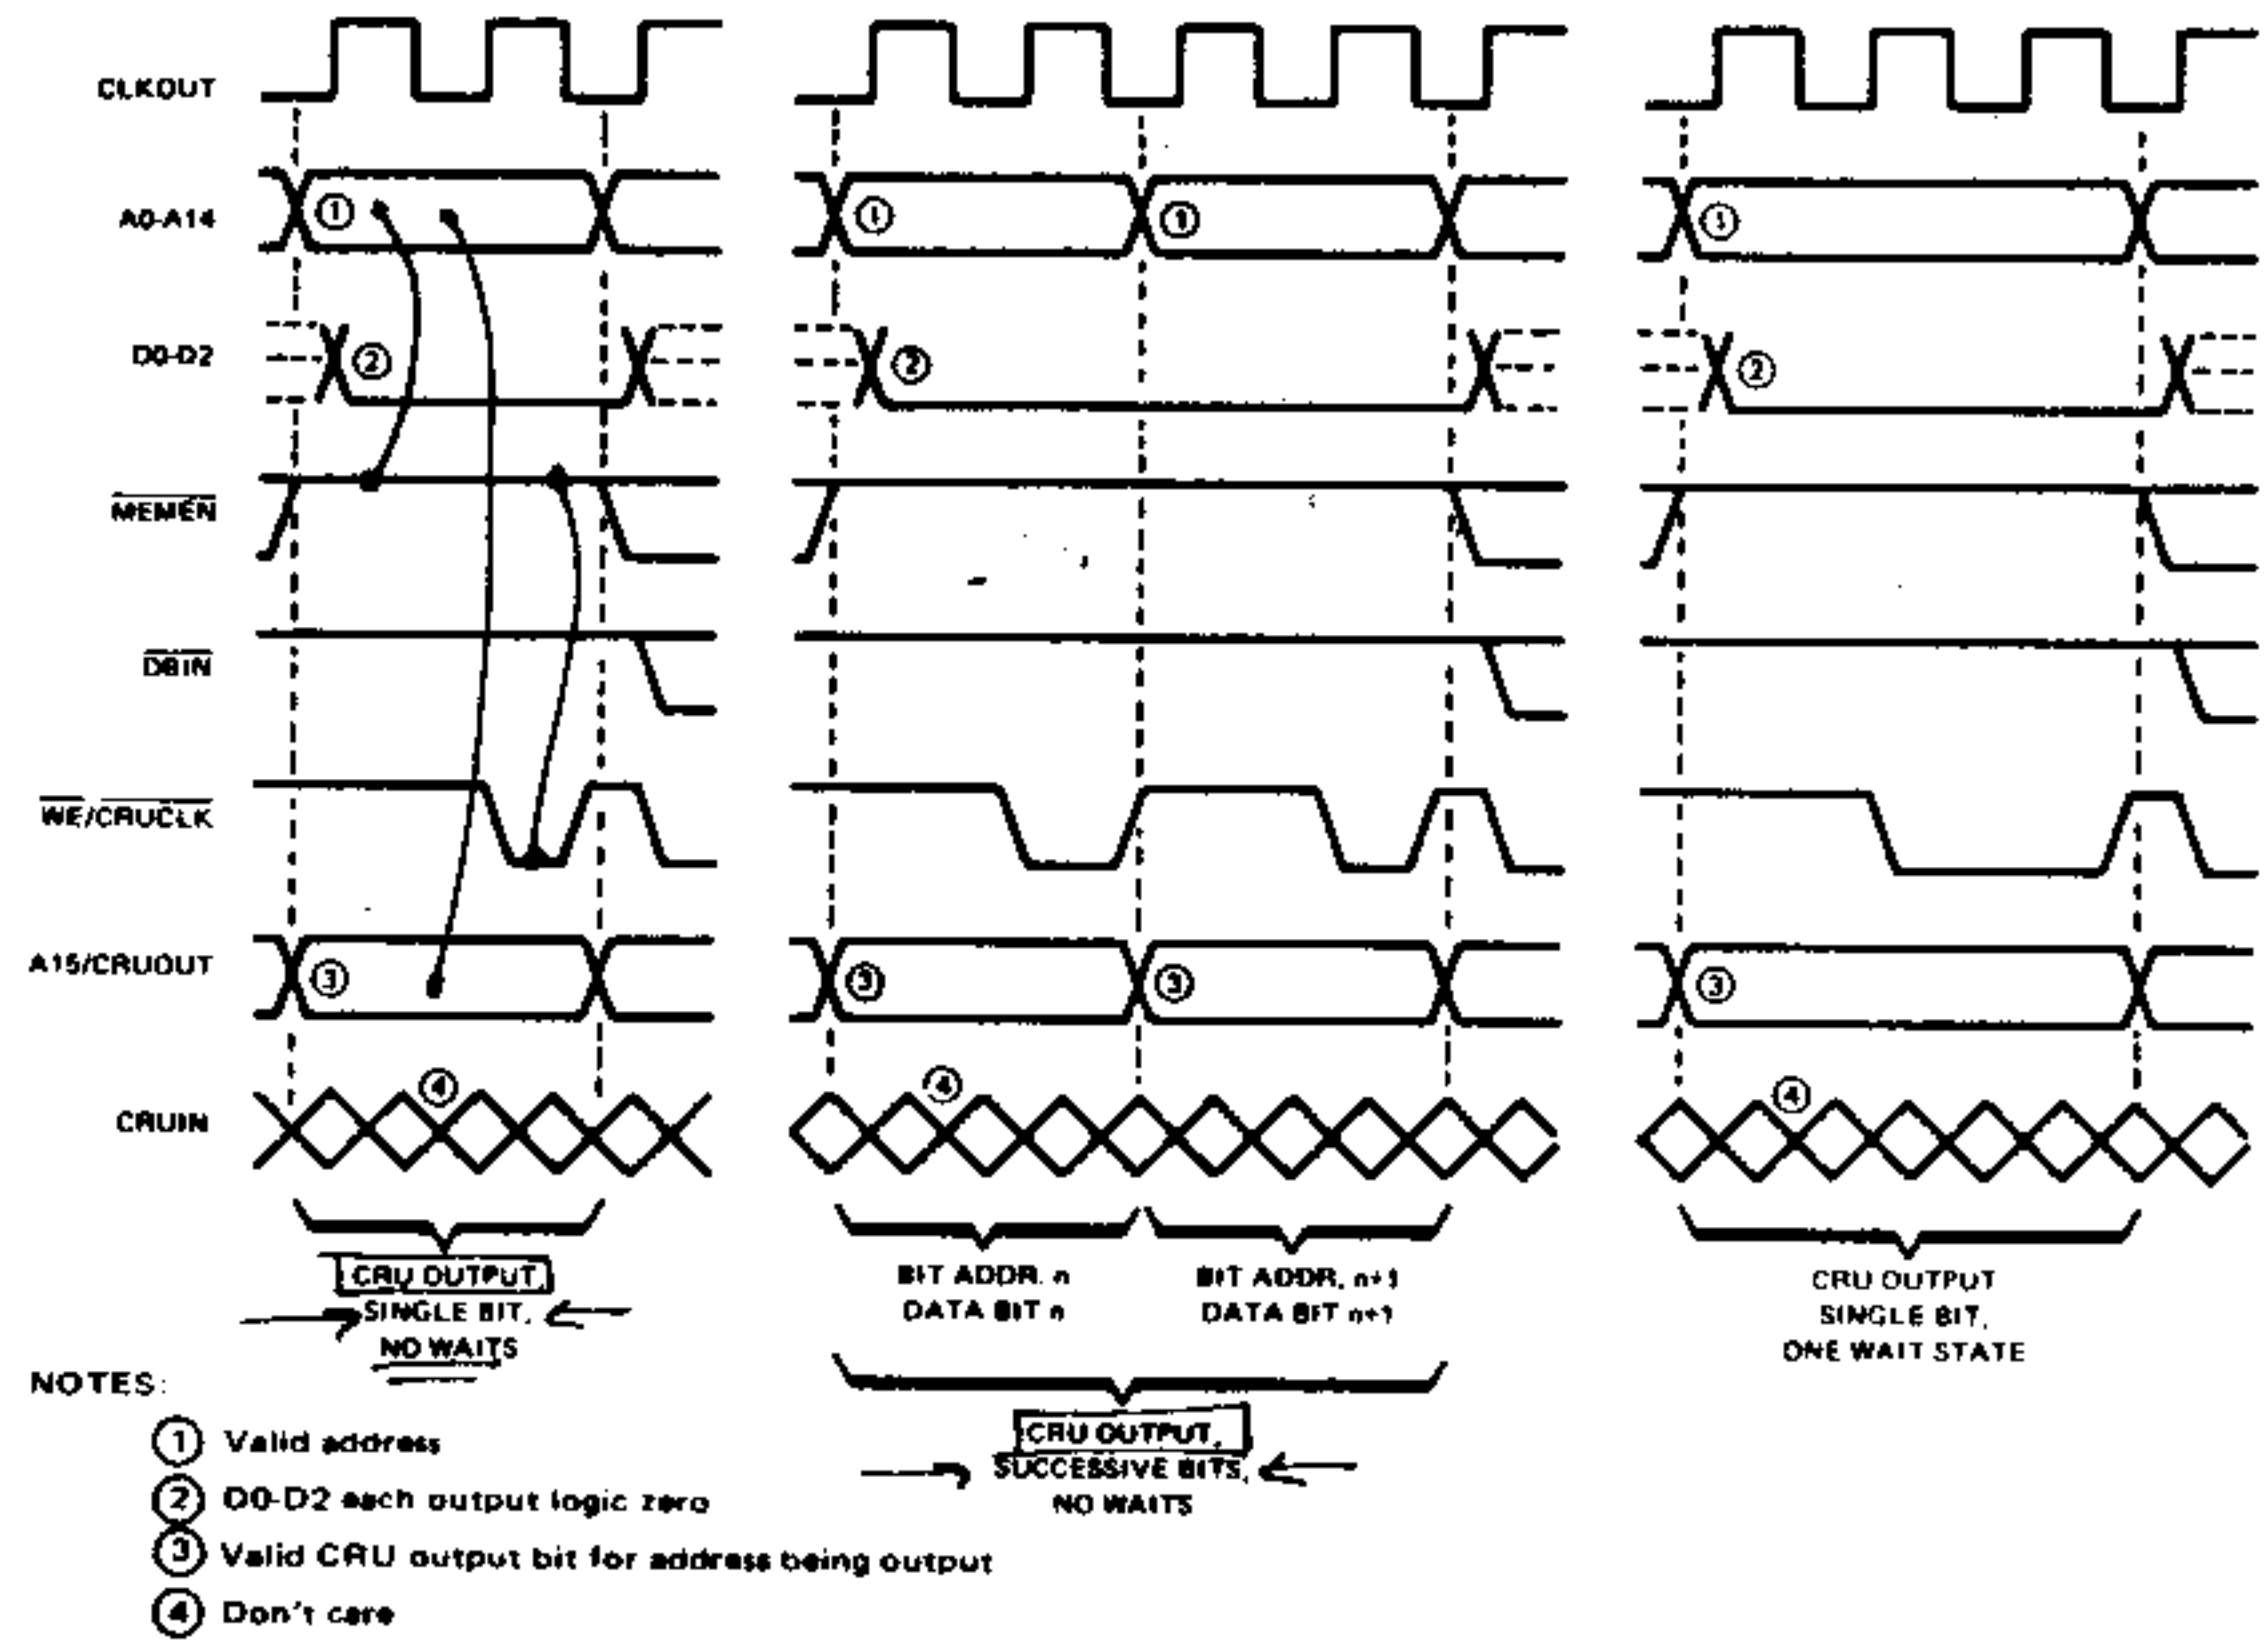 CLKOUT
A0-A14
① ① ① ①
D0-D2
② ② ②
MEMEN
DBIN
WE/CRUCLK
A15/CRUOUT
③ ③ ③ ③
④ ④ ④
CRUIN
CRU OUTPUT,
SINGLE BIT,
NO WAITS
BIT ADDR. n
DATA BIT n
BIT ADDR, n+1
DATA BIT n+1
CRU OUTPUT,
SUCCESSIVE BITS,
NO WAITS
CRU OUTPUT
SINGLE BIT,
ONE WAIT STATE
NOTES:
① Valid address
② D0-D2 each output logic zero
③ Valid CRU output bit for address being output
④ Don't care